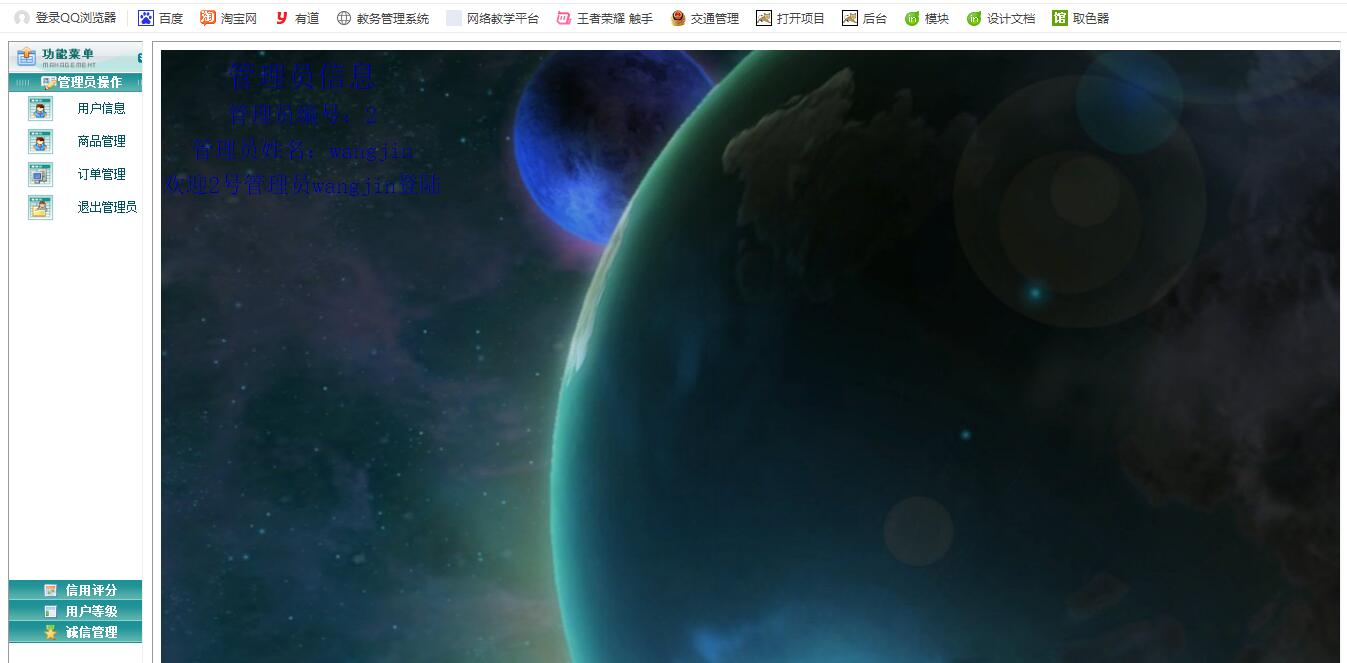 登录QQ浏览器 百度 淘宝网 有道 教务管理系统 网络教学平台 王者荣耀 触手 交通管理 打开项目 后台 模块 设计文档 取色器
功能菜单
MANAGEMENT
管理员操作
用户信息
商品管理
订单管理
退出管理员
信用评分
用户等级
诚信管理
管理员信息
管理员编号：2
管理员姓名：wangjin
欢迎2号管理员wangjin登陆